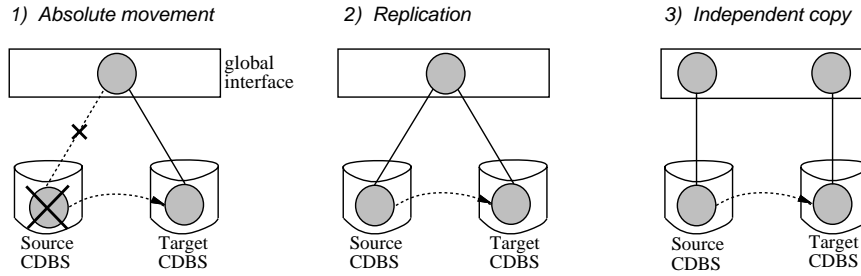 1) Absolute movement
2) Replication
3) Independent copy
global
interface
Source
CDBS
Target
CDBS
Source
CDBS
Target
CDBS
Source
CDBS
Target
CDBS